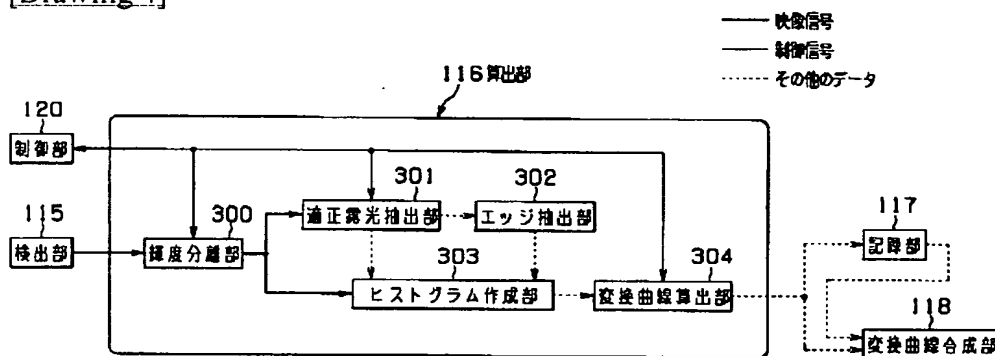 [Drawing 4]
映像信号
制御信号
その他のデータ
116 算出部
120
制御部
301
302
115
300
適正露光抽出部
エッジ抽出部
117
検出部
輝度分離部
記録部
303
304
ヒストグラム作成部
変換曲線算出部
118
変換曲線合成部